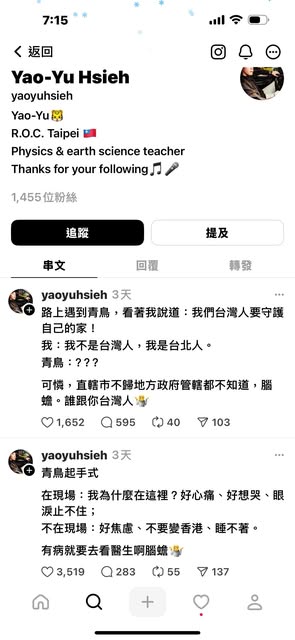 7:15
返回
Yao-Yu Hsieh
yaoyuhsieh
Yao-Yu🐯
R.O.C. Taipei 🇹🇼
Physics & earth science teacher
Thanks for your following🎵🎤
1,455位粉絲
追蹤
提及
串文
回覆
轉發
yaoyuhsieh 3天
路上遇到青鳥，看著我說道：我們台灣人要守護
自己的家！
我：我不是台灣人，我是台北人。
青鳥：? ? ?
可憐，直轄市不歸地方政府管轄都不知道，腦
蟾。誰跟你台灣人🤷
1,652
595
40
103
yaoyuhsieh 3天
青鳥起手式
在現場：我為什麼在這裡？好心痛、好想哭、眼
淚止不住；
不在現場：好焦慮、不要變香港、睡不著。
有病就要去看醫生啊腦蟾🤷
3,519
283
55
137